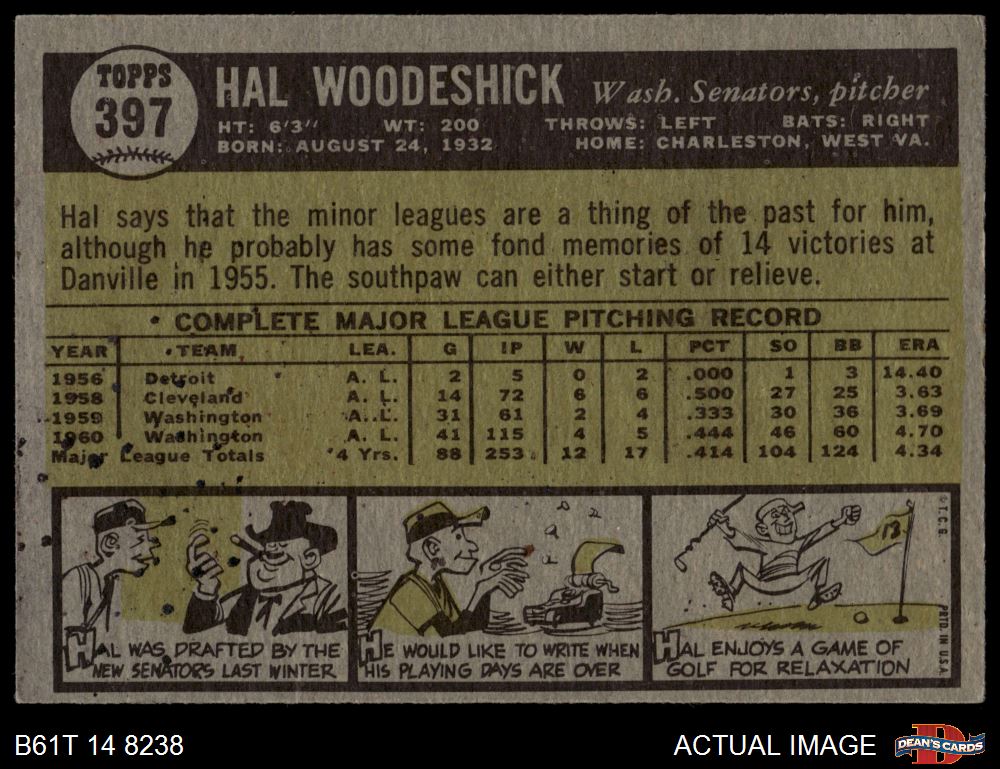 TOPPS
397
HAL WOODESHICK
Wash. Senators, pitcher
HT: 6'3" WT: 200 THROWS: LEFT BATS: RIGHT
BORN: AUGUST 24, 1932 HOME: CHARLESTON, WEST VA.
Hal says that the minor leagues are a thing of the past for him,
although he probably has some fond memories of 14 victories at
Danville in 1955. The southpaw can either start or relieve.
COMPLETE MAJOR LEAGUE PITCHING RECORD
YEAR TEAM LEA. G IP W L PCT SO BB ERA
1956 Detroit A. L. 2 5 0 2 .000 1 3 14.40
1958 Cleveland A. L. 14 72 6 6 .500 27 25 3.63
1959 Washington A. L. 31 61 2 4 .333 30 36 3.69
1960 Washington A. L. 41 115 4 5 .444 46 60 4.70
Major League Totals 4 Yrs. 88 253 12 17 .414 104 124 4.34
HAL WAS DRAFTED BY THE
NEW SENATORS LAST WINTER
HE WOULD LIKE TO WRITE WHEN
HIS PLAYING DAYS ARE OVER
13
HAL ENJOYS A GAME OF
GOLF FOR RELAXATION
© T.C.G.
PRTD. IN U.S.A.
B61T 14 8238
ACTUAL IMAGE
DEAN'S CARDS